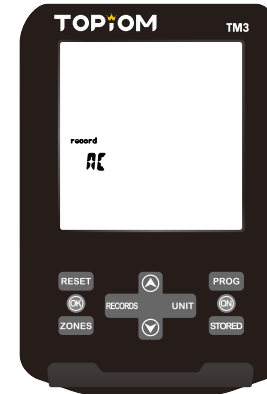 TOPIOM
TM3
record
AC
RESET
PROG
OK
RECORDS
UNIT
ON
ZONES
STORED